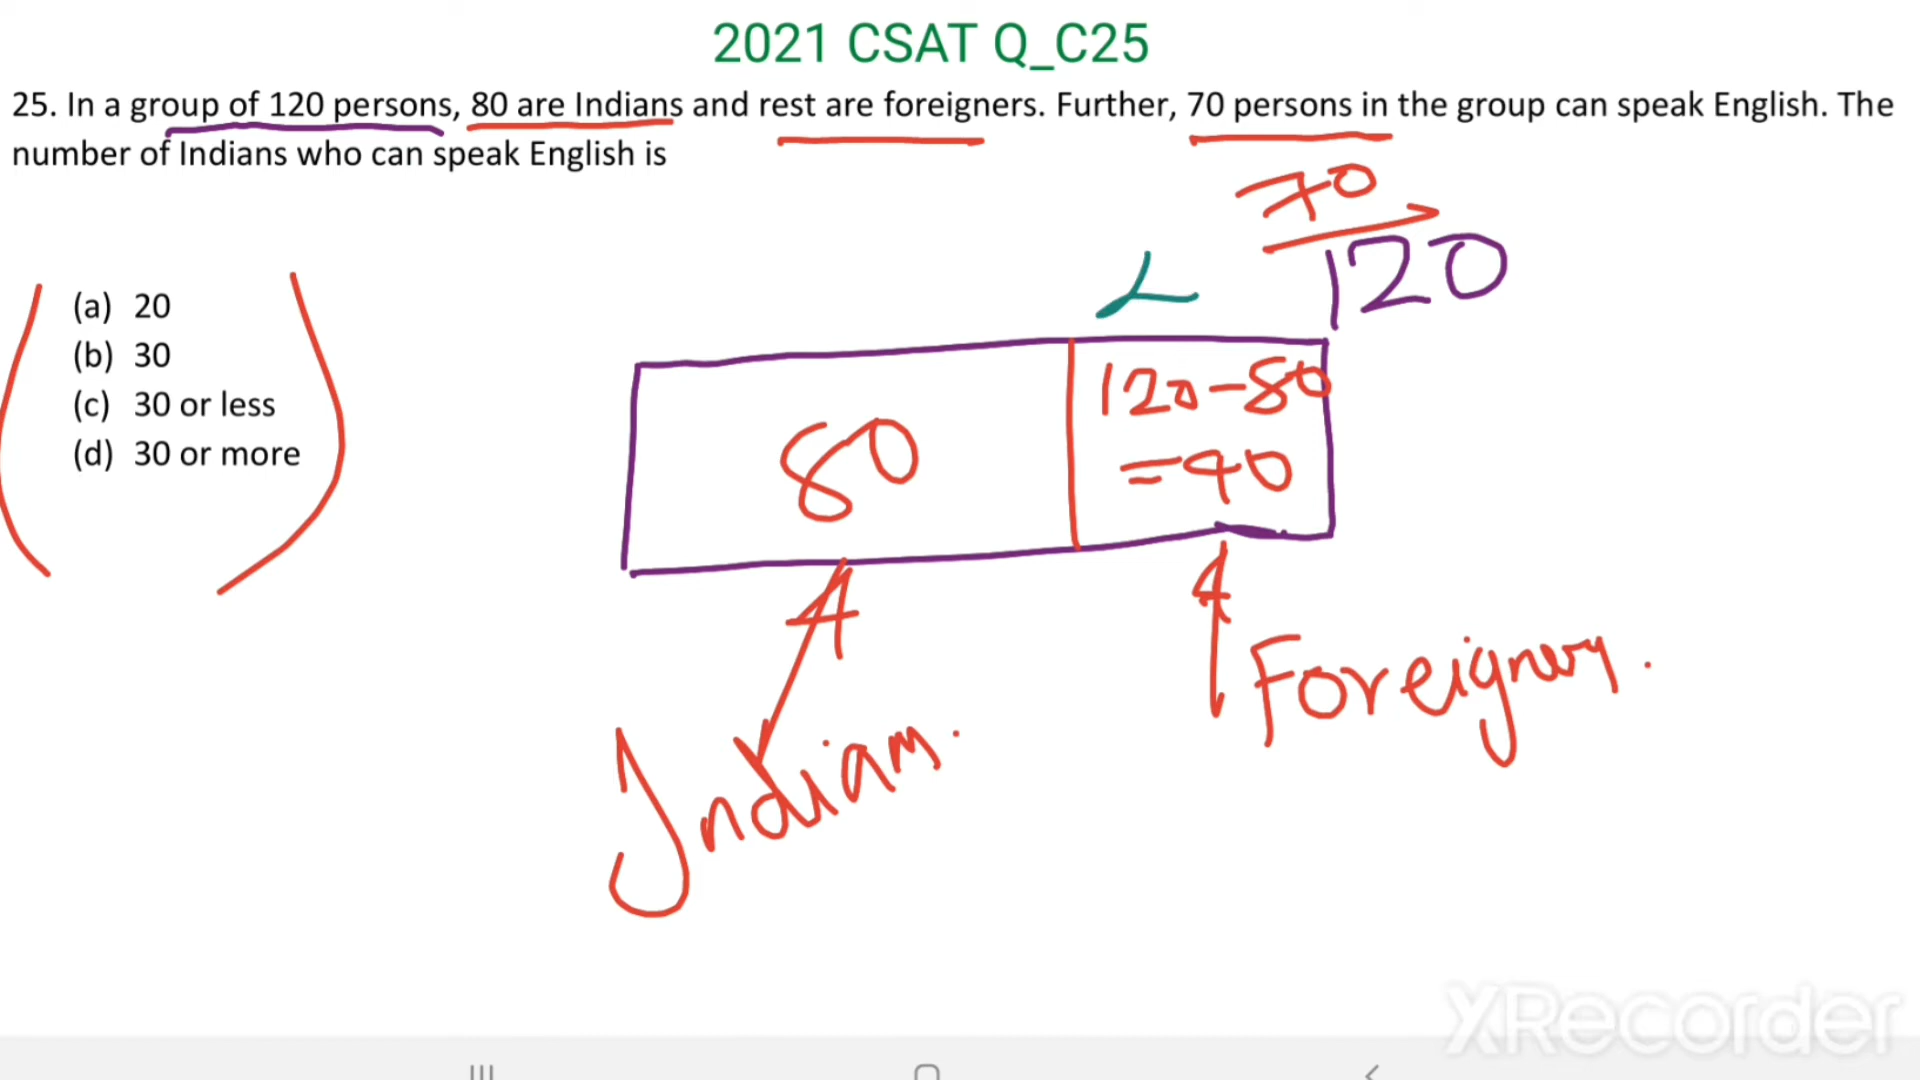 2021 CSAT Q_C25
25. In a group of 120 persons, 80 are Indians and rest are foreigners. Further, 70 persons in the group can speak English. The
number of Indians who can speak English is
70
120
(a) 20
(b) 30
(c) 30 or less
(d) 30 or more
80
120-80
=40
Foreigners.
Indians.
XRecorder